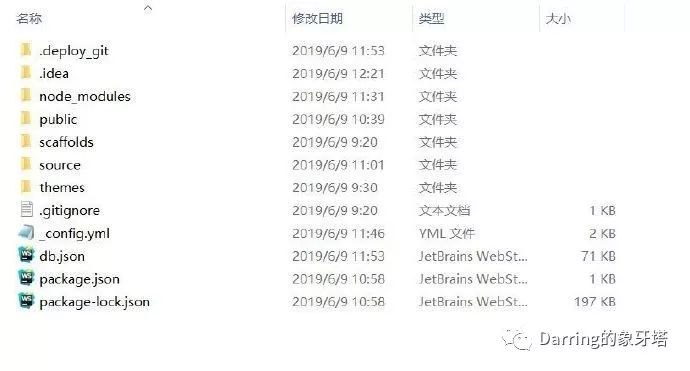 名称 修改日期 类型 大小
.deploy_git 2019/6/9 11:53 文件夹
.idea 2019/6/9 12:21 文件夹
node_modules 2019/6/9 11:31 文件夹
public 2019/6/9 10:39 文件夹
scaffolds 2019/6/9 9:20 文件夹
source 2019/6/9 11:01 文件夹
themes 2019/6/9 9:30 文件夹
.gitignore 2019/6/9 9:20 文本文档 1 KB
_config.yml 2019/6/9 11:46 YML 文件 2 KB
WS db.json 2019/6/9 11:53 JetBrains WebSt... 71 KB
WS package.json 2019/6/9 10:58 JetBrains WebSt... 1 KB
WS package-lock.json 2019/6/9 10:58 JetBrains WebSt... 197 KB
Darring的象牙塔